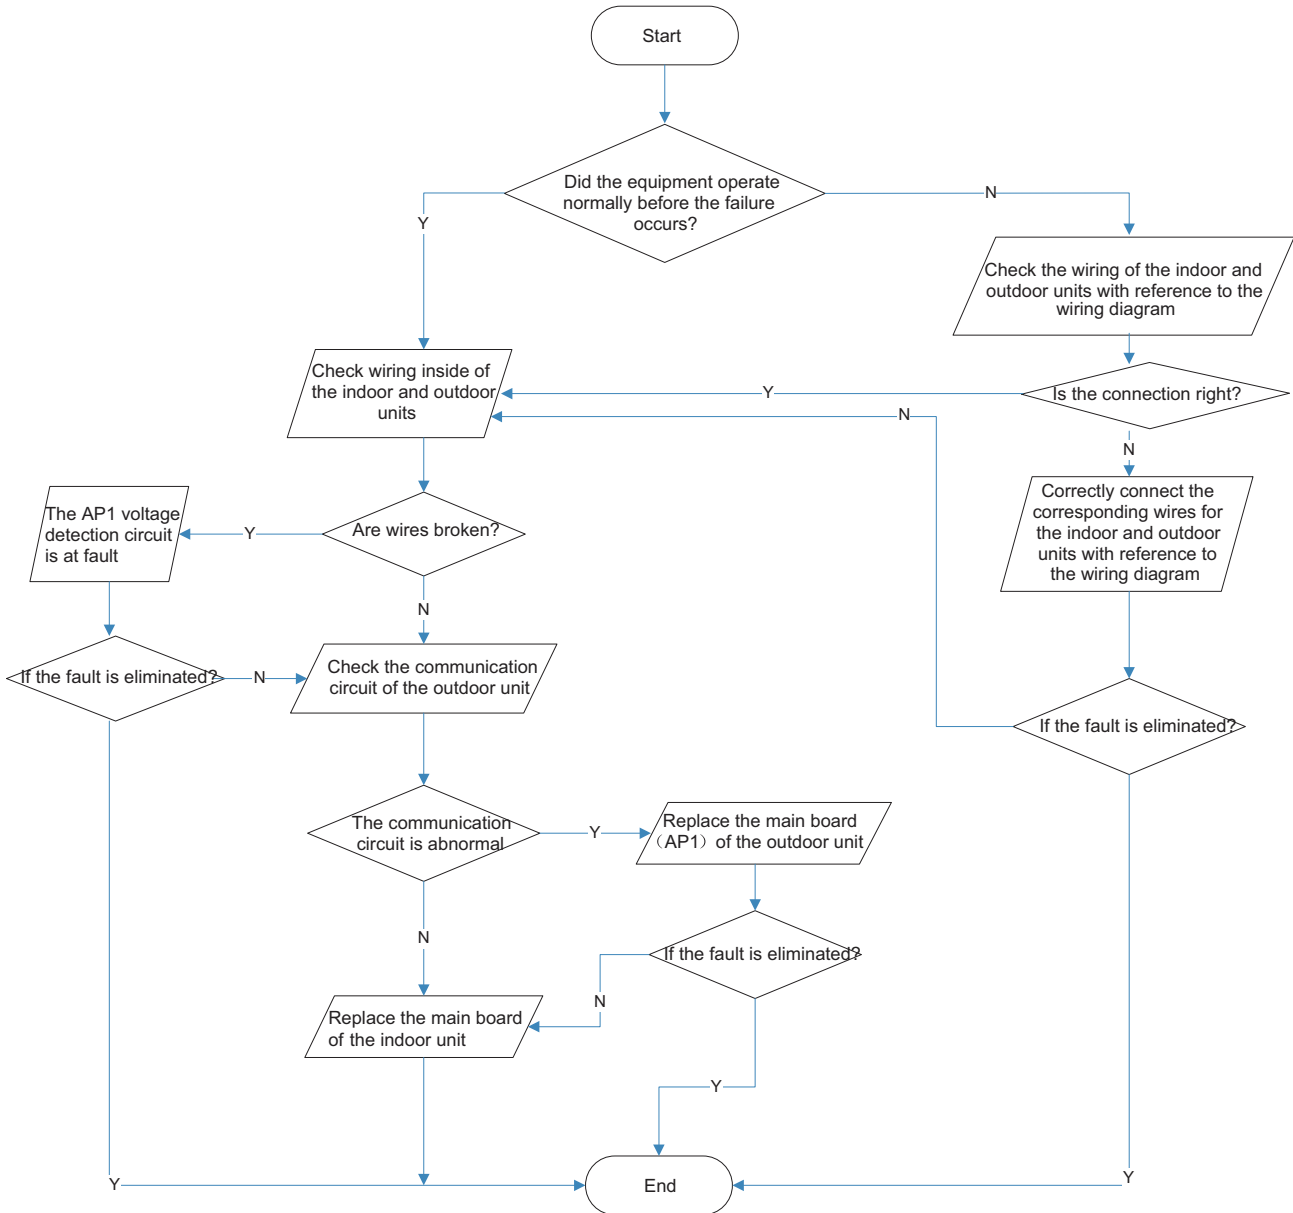 Start
Did the equipment operate
normally before the failure
occurs?
N
Y
Check the wiring of the indoor and
outdoor units with reference to the
wiring diagram
Check wiring inside of
the indoor and outdoor
units
Y
Is the connection right?
N
N
The AP1 voltage
detection circuit
is at fault
Y
Are wires broken?
Correctly connect the
corresponding wires for
the indoor and outdoor
units with reference to
the wiring diagram
N
If the fault is eliminated?
N
Check the communication
circuit of the outdoor unit
If the fault is eliminated?
The communication
circuit is abnormal
Y
Replace the main board
（AP1）of the outdoor unit
N
If the fault is eliminated?
N
Replace the main board
of the indoor unit
Y
Y
End
Y